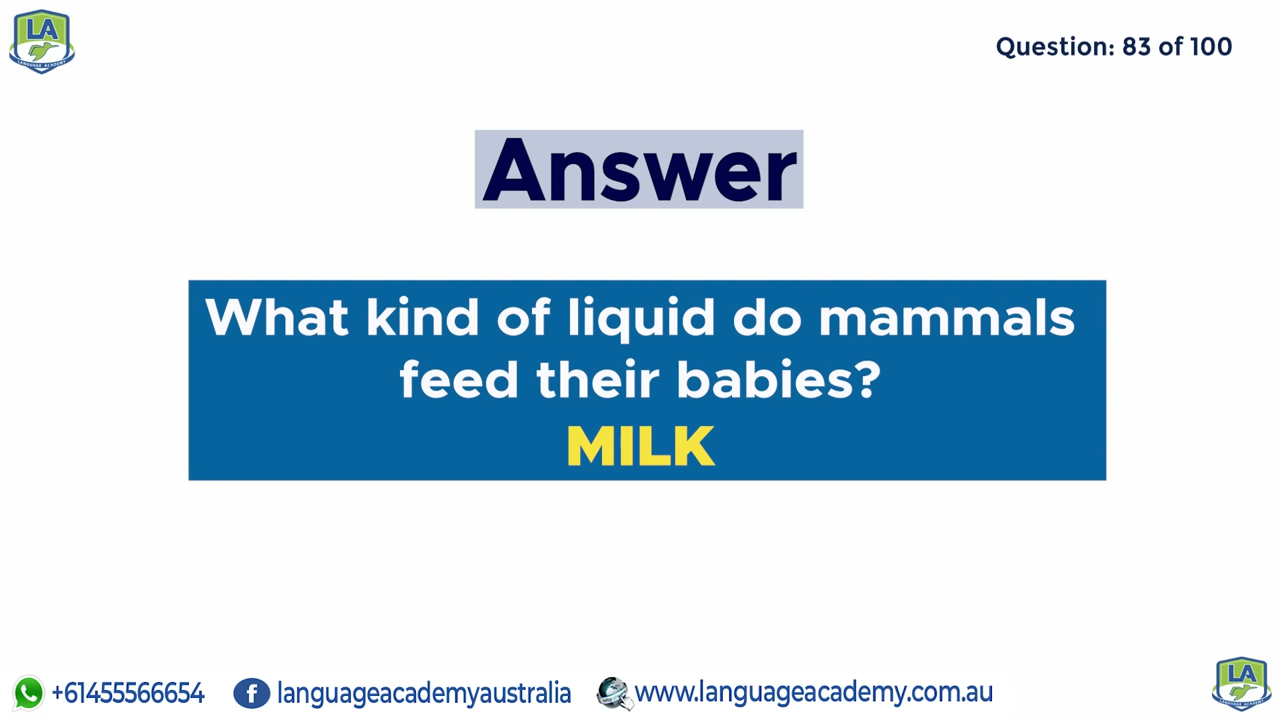 LA
LANGUAGE ACADEMY
Question: 83 of 100
Answer
What kind of liquid do mammals
feed their babies?
MILK
+61455566654
languageacademyaustralia
www.languageacademy.com.au
LA
LANGUAGE ACADEMY